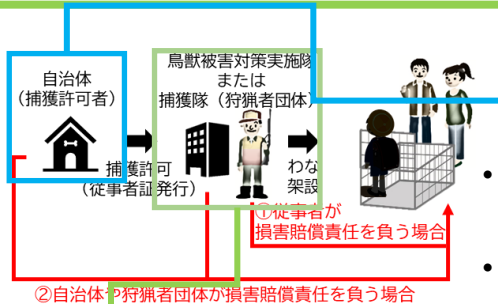 自治体
（捕獲許可者）
鳥獣被害対策実施隊
または
捕獲隊（狩猟者団体）
捕獲許可
（従事者証発行）
わな
架設
①従事者が
損害賠償責任を負う場合
②自治体や狩猟者団体が損害賠償責任を負う場合